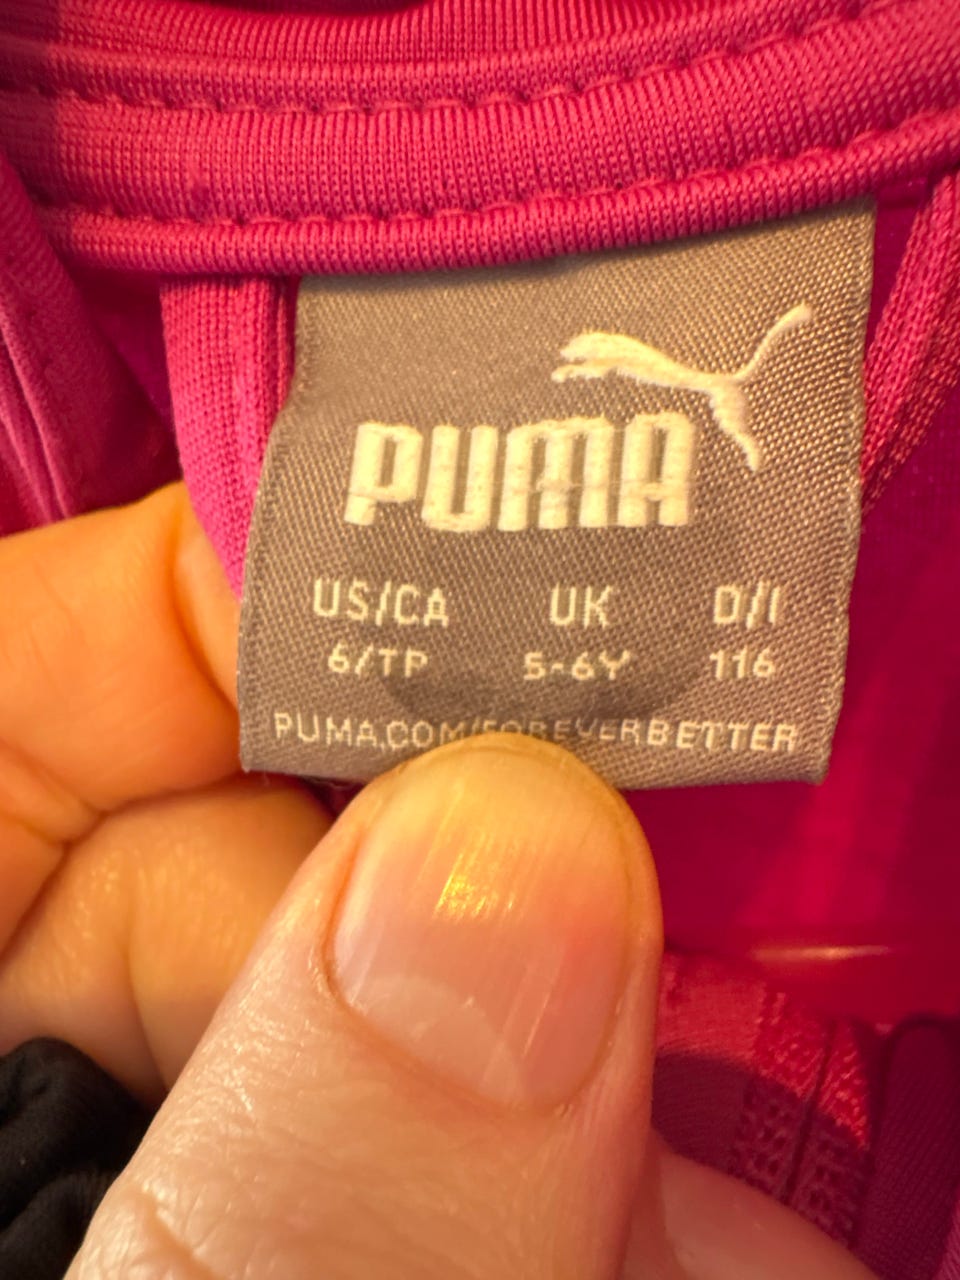 PUMA
US/CA UK D/I
6/TP 5-6Y 116
PUMA.COM/FOREVERBETTER